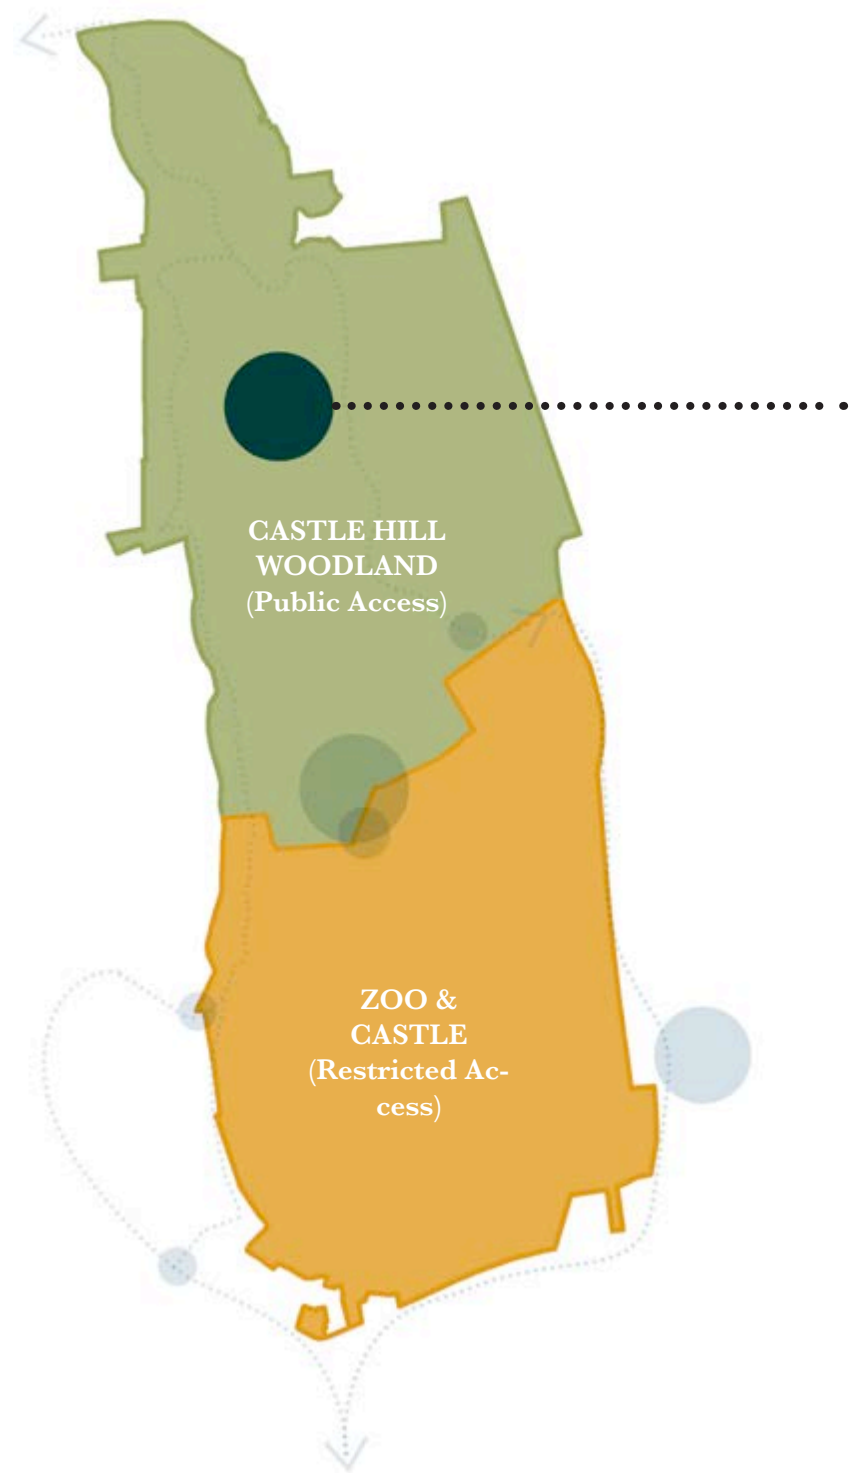 CASTLE HILL
WOODLAND
(Public Access)
ZOO &
CASTLE
(Restricted Ac-
cess)